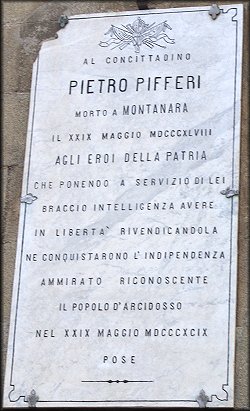 AL CONCITTADINO
PIETRO PIFFERI
MORTO A MONTANARA
IL XXIX MAGGIO MDCCCXLVIII
AGLI EROI DELLA PATRIA
CHE PONENDO A SERVIZIO DI LEI
BRACCIO INTELLIGENZA AVERE
IN LIBERTA' RIVENDICANDOLA
NE CONQUISTARONO L'INDIPENDENZA
AMMIRATO RICONOSCENTE
IL POPOLO D'ARCIDOSSO
NEL XXIX MAGGIO MDCCCXCIX
POSE